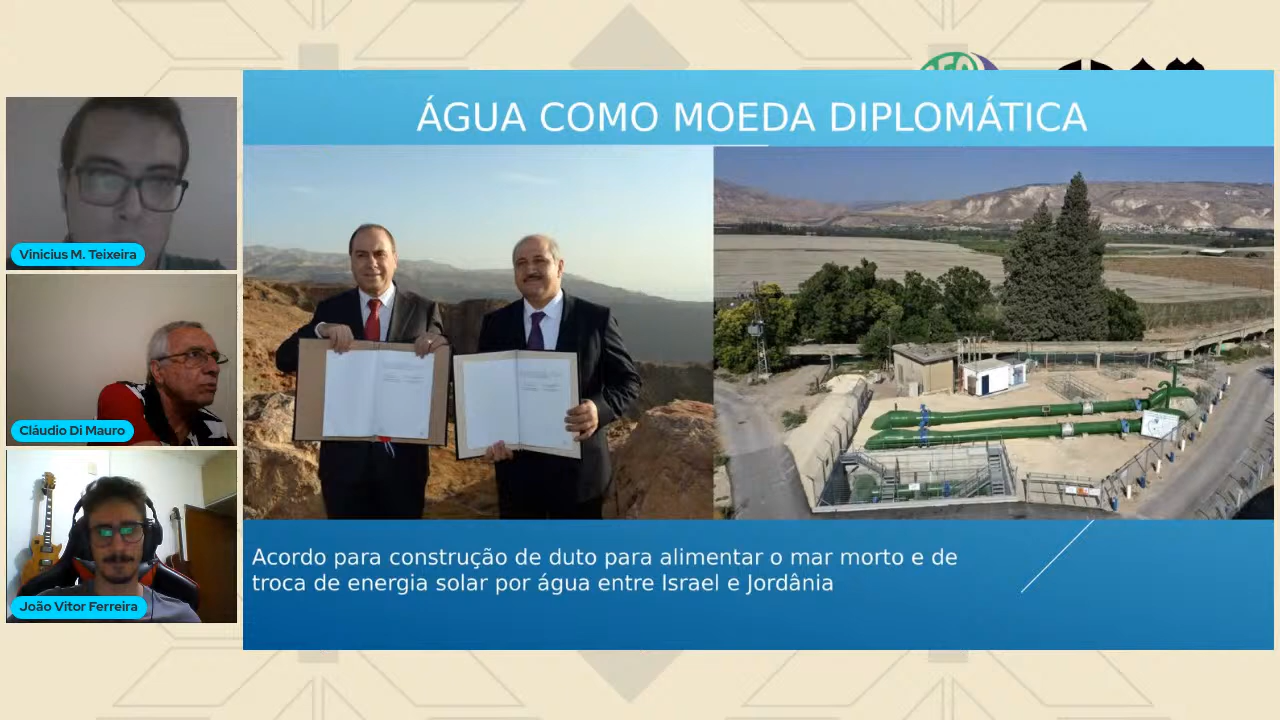 ÁGUA COMO MOEDA DIPLOMÁTICA
Vinicius M. Teixeira
Cláudio Di Mauro
João Vitor Ferreira
Acordo para construção de duto para alimentar o mar morto e de
troca de energia solar por água entre Israel e Jordânia